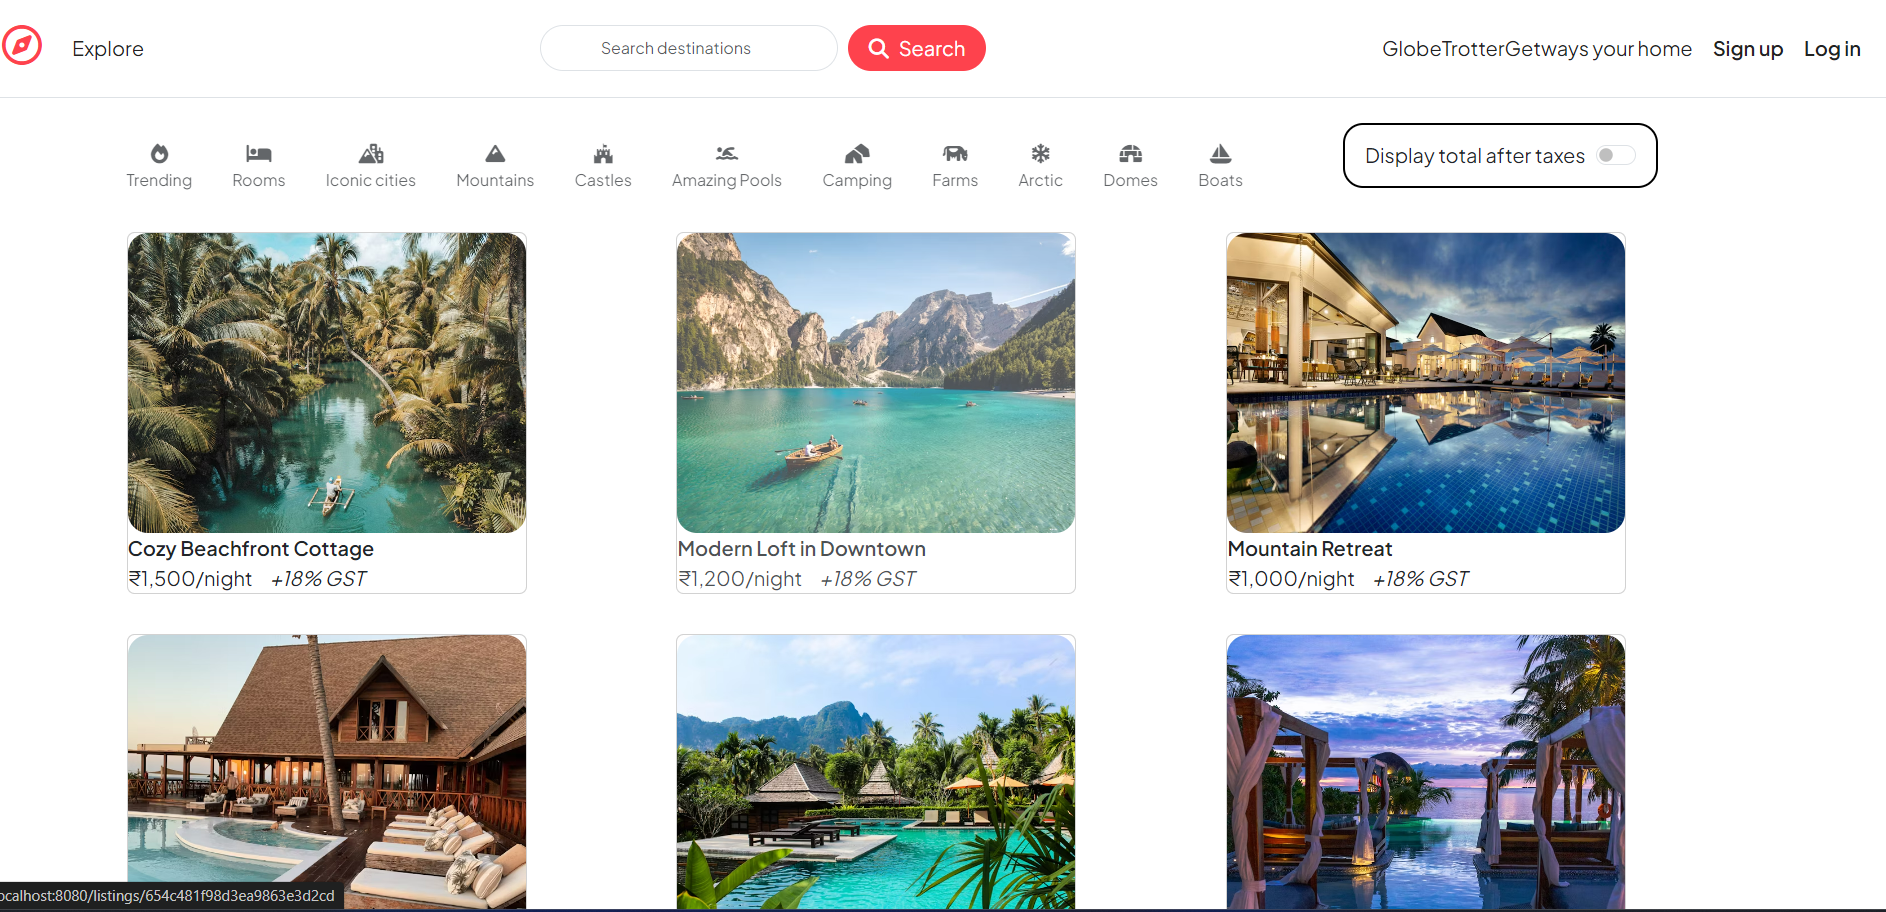 Explore
Search destinations
Search
GlobeTrotterGetways your home
Sign up
Log in
Trending
Rooms
Iconic cities
Mountains
Castles
Amazing Pools
Camping
Farms
Arctic
Domes
Boats
Display total after taxes
Cozy Beachfront Cottage
₹1,500/night +18% GST
Modern Loft in Downtown
₹1,200/night +18% GST
Mountain Retreat
₹1,000/night +18% GST
ocalhost:8080/listings/654c481f98d3ea9863e3d2cd